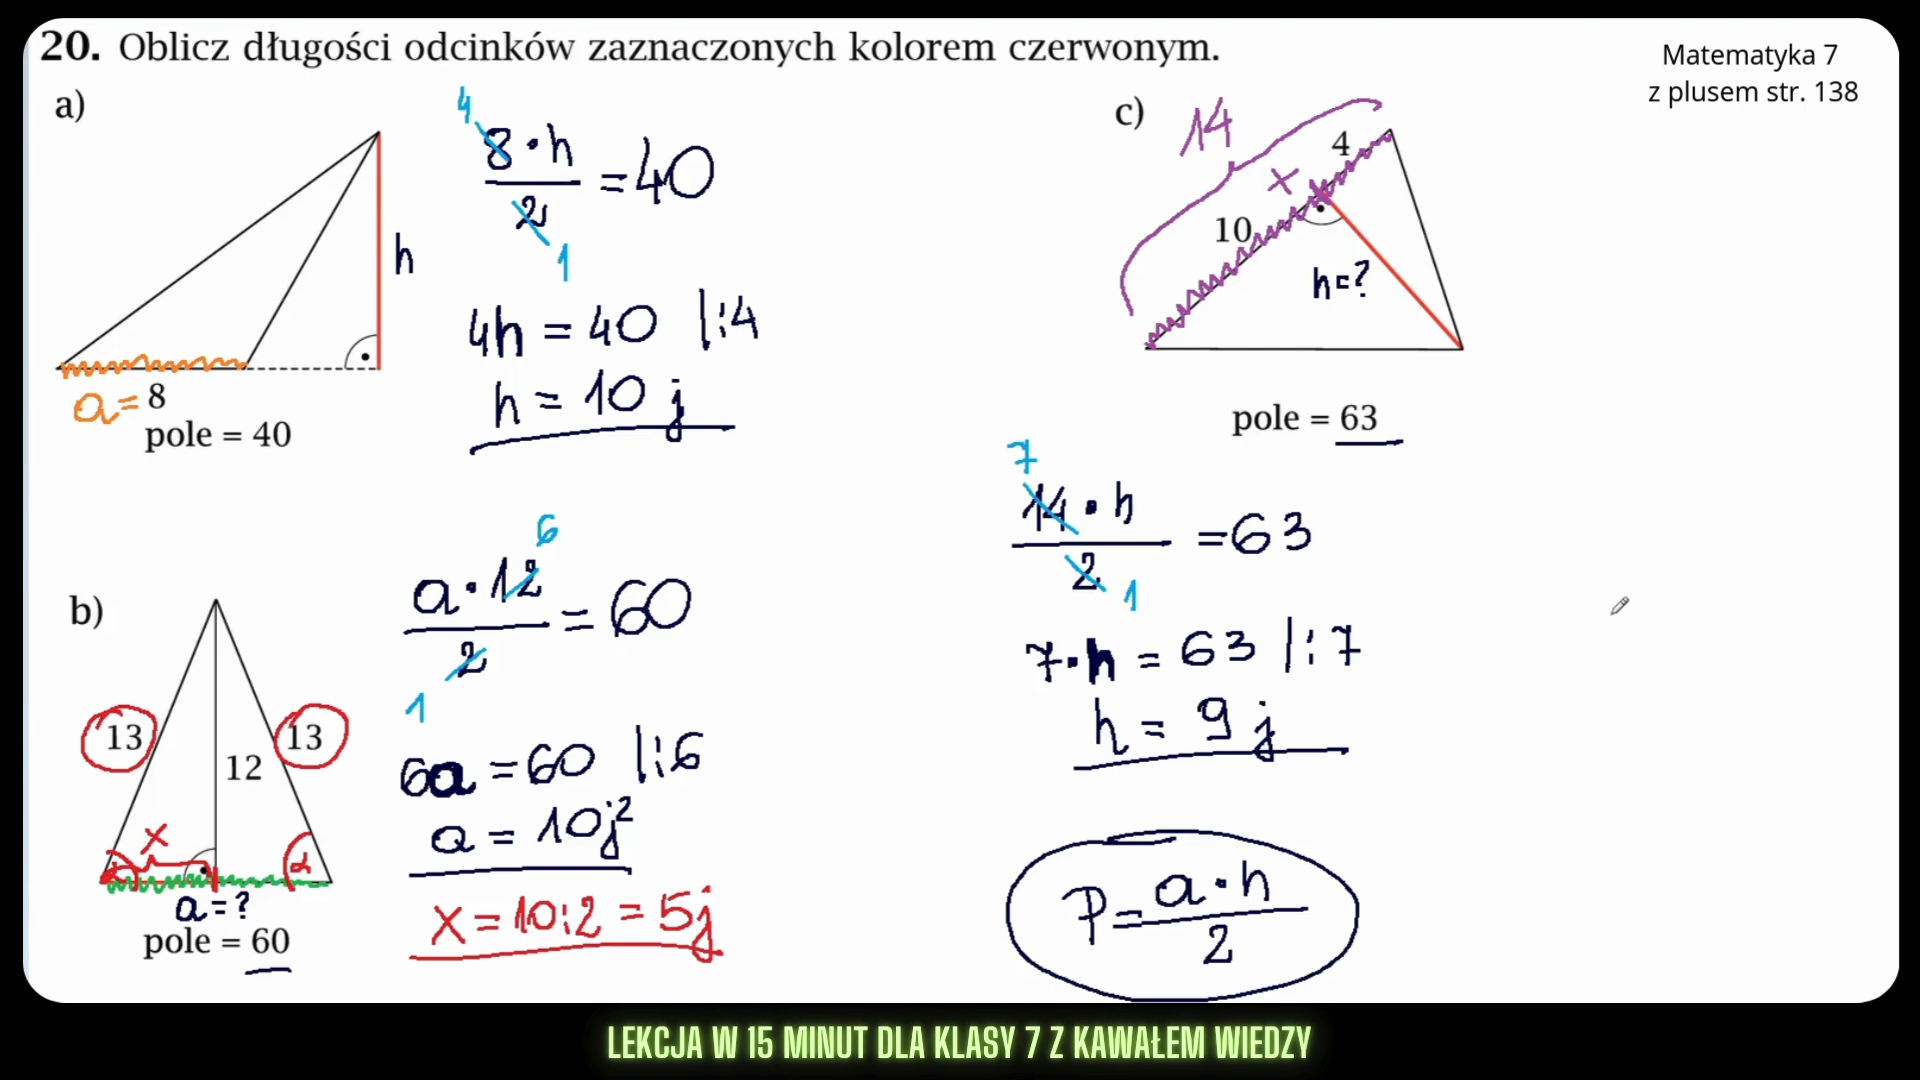 20. Oblicz długości odcinków zaznaczonych kolorem czerwonym.
Matematyka 7
z plusem str. 138
a)
h
a = 8
pole = 40
4
8 · h
2
1
= 40
4h = 40 |:4
h = 10 j
b)
13
13
12
x
α
α
a = ?
pole = 60
6
a · 12
2
1
= 60
6a = 60 |:6
a = 10j²
x = 10:2 = 5j
c)
14
4
x
10
h = ?
pole = 63
7
14 · h
2
1
= 63
7 · h = 63 |:7
h = 9 j
P = a · h
2
LEKCJA W 15 MINUT DLA KLASY 7 Z KAWAŁEM WIEDZY